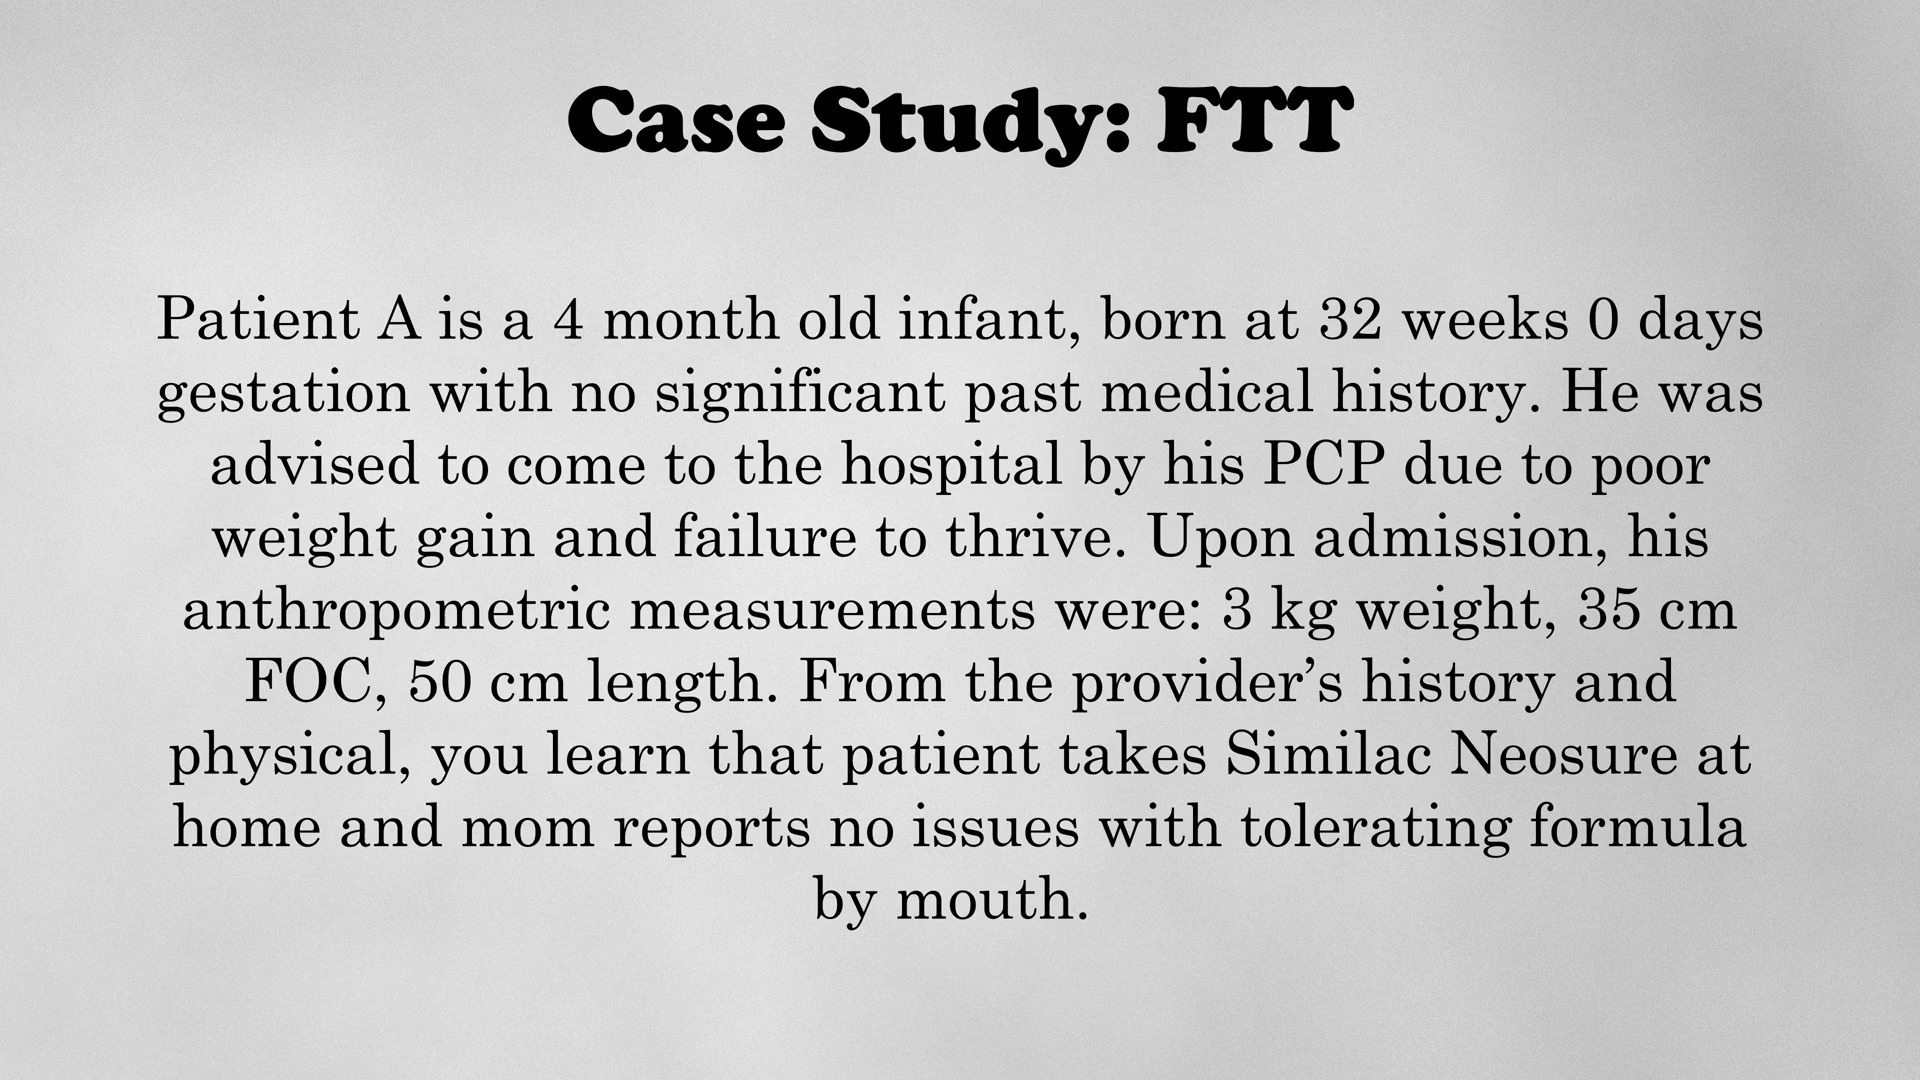 Case Study: FTT
Patient A is a 4 month old infant, born at 32 weeks 0 days
gestation with no significant past medical history. He was
advised to come to the hospital by his PCP due to poor
weight gain and failure to thrive. Upon admission, his
anthropometric measurements were: 3 kg weight, 35 cm
FOC, 50 cm length. From the provider’s history and
physical, you learn that patient takes Similac Neosure at
home and mom reports no issues with tolerating formula
by mouth.